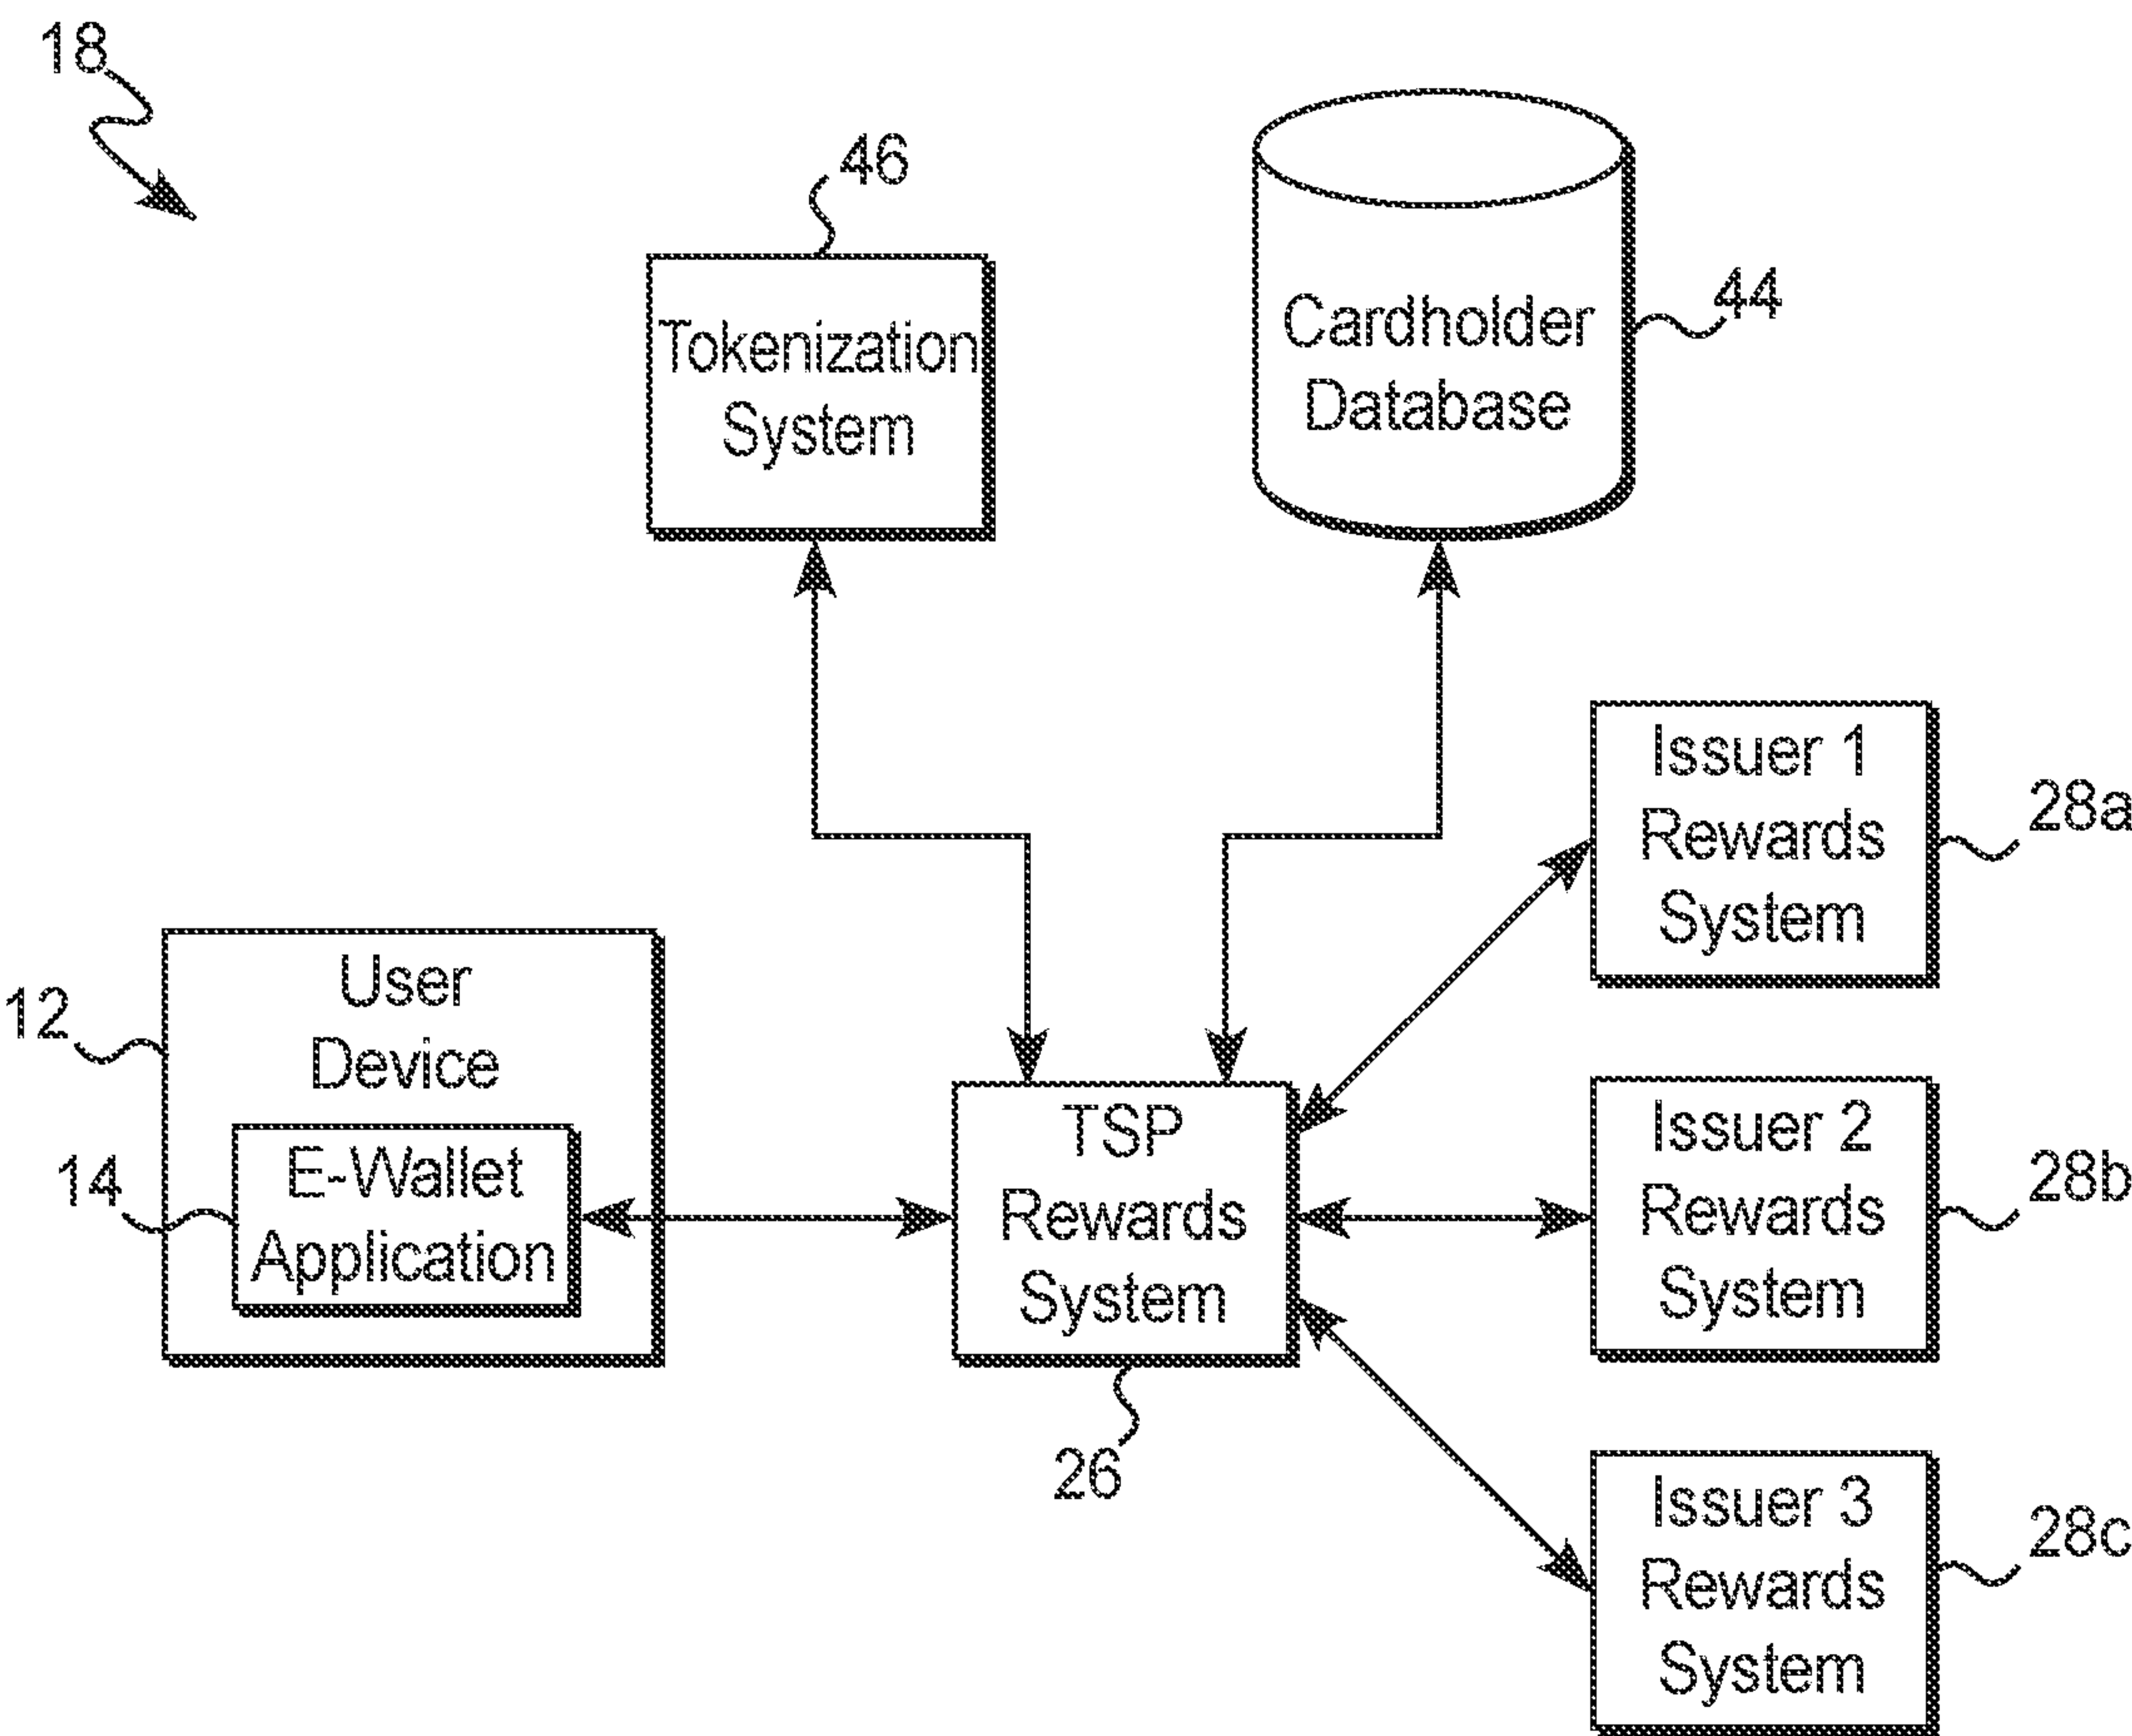 18
46
Tokenization
System
Cardholder
Database
44
Issuer 1
Rewards
System
28a
12
User
Device
14
E-Wallet
Application
TSP
Rewards
System
26
Issuer 2
Rewards
System
28b
Issuer 3
Rewards
System
28c